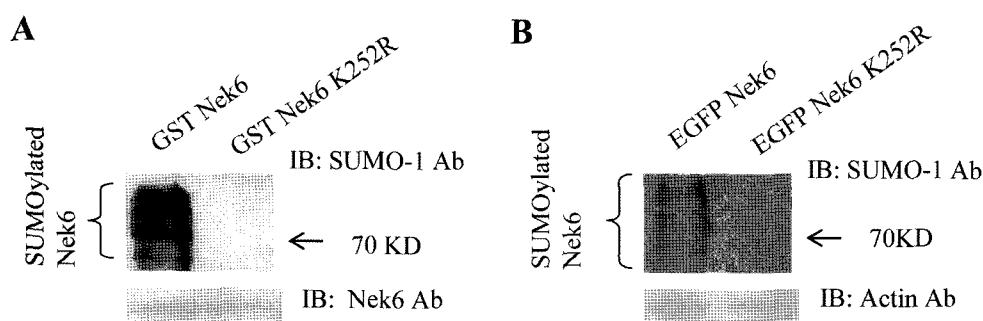 A
GST Nek6
GST Nek6 K252R
IB: SUMO-1 Ab
SUMOylated
Nek6
70 KD
IB: Nek6 Ab
B
EGFP Nek6
EGFP Nek6 K252R
IB: SUMO-1 Ab
SUMOylated
Nek6
70KD
IB: Actin Ab